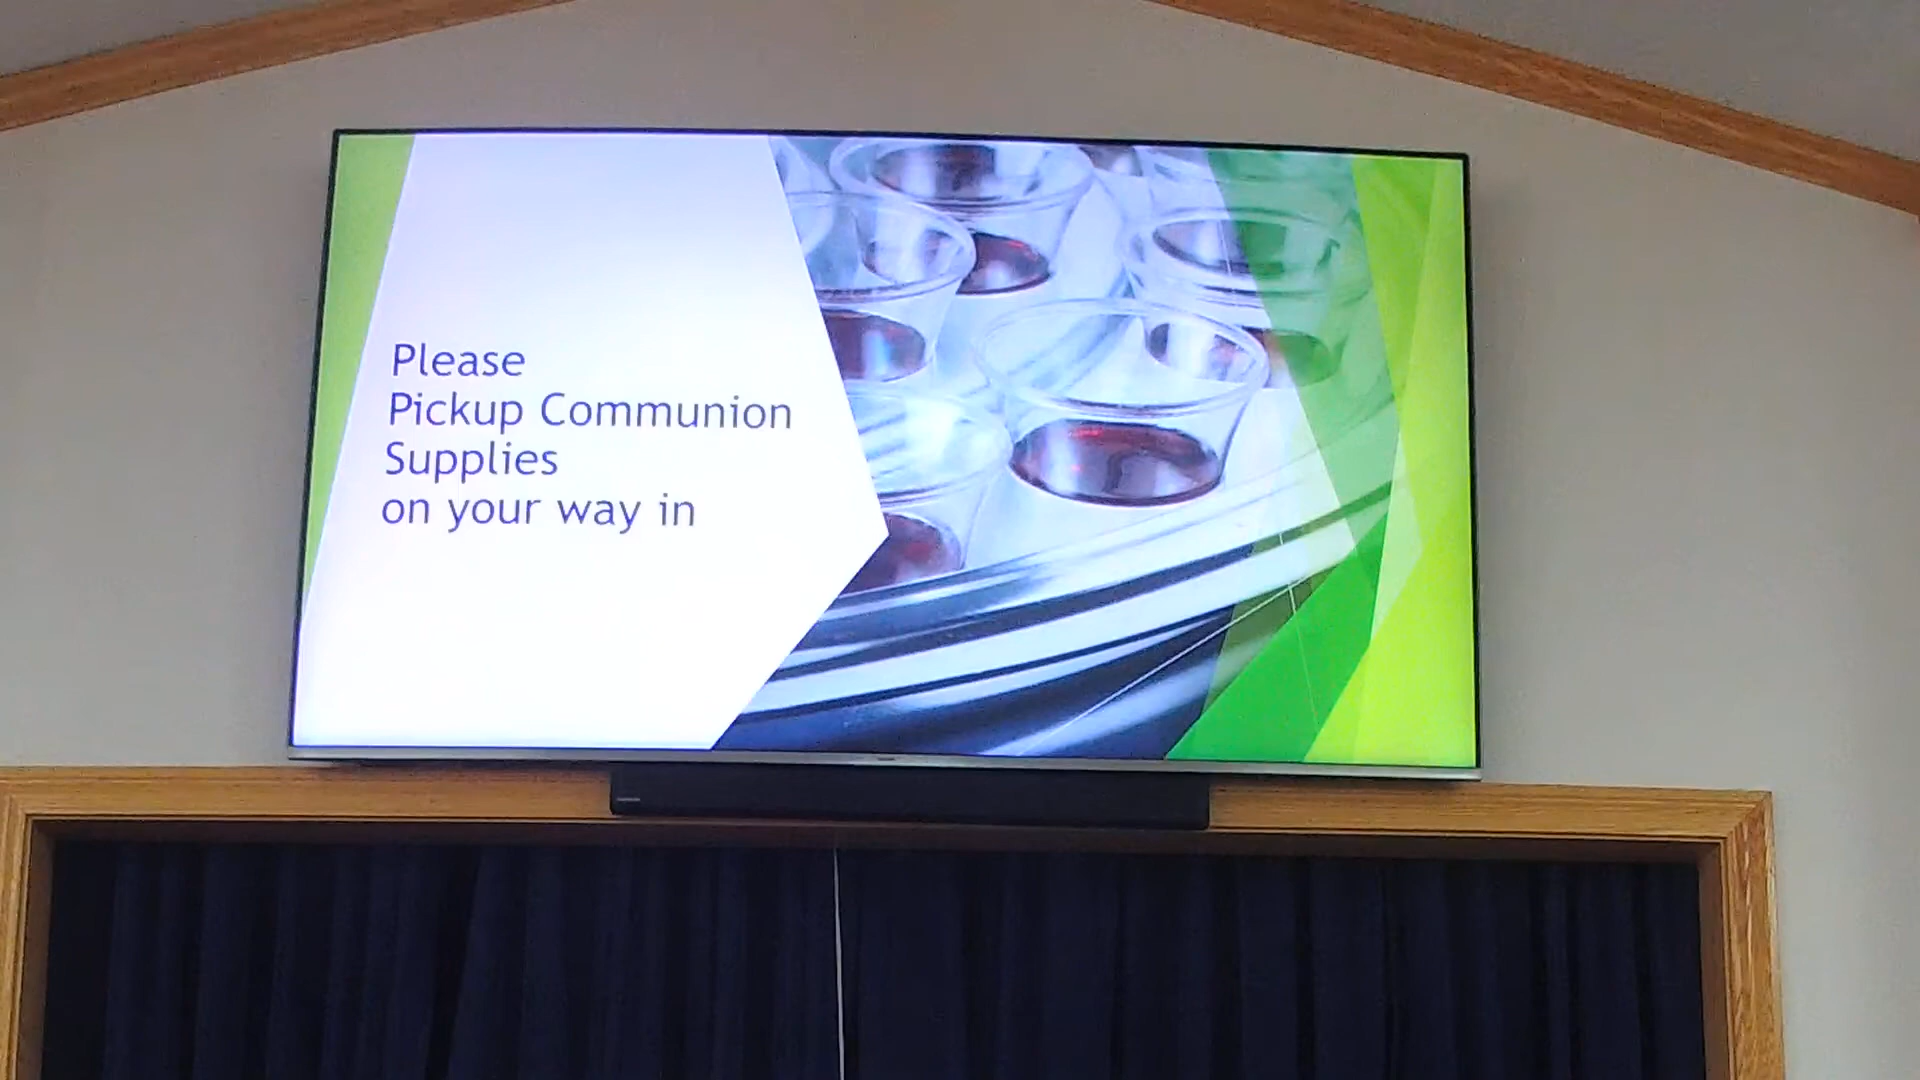 Please
Pickup Communion
Supplies
on your way in